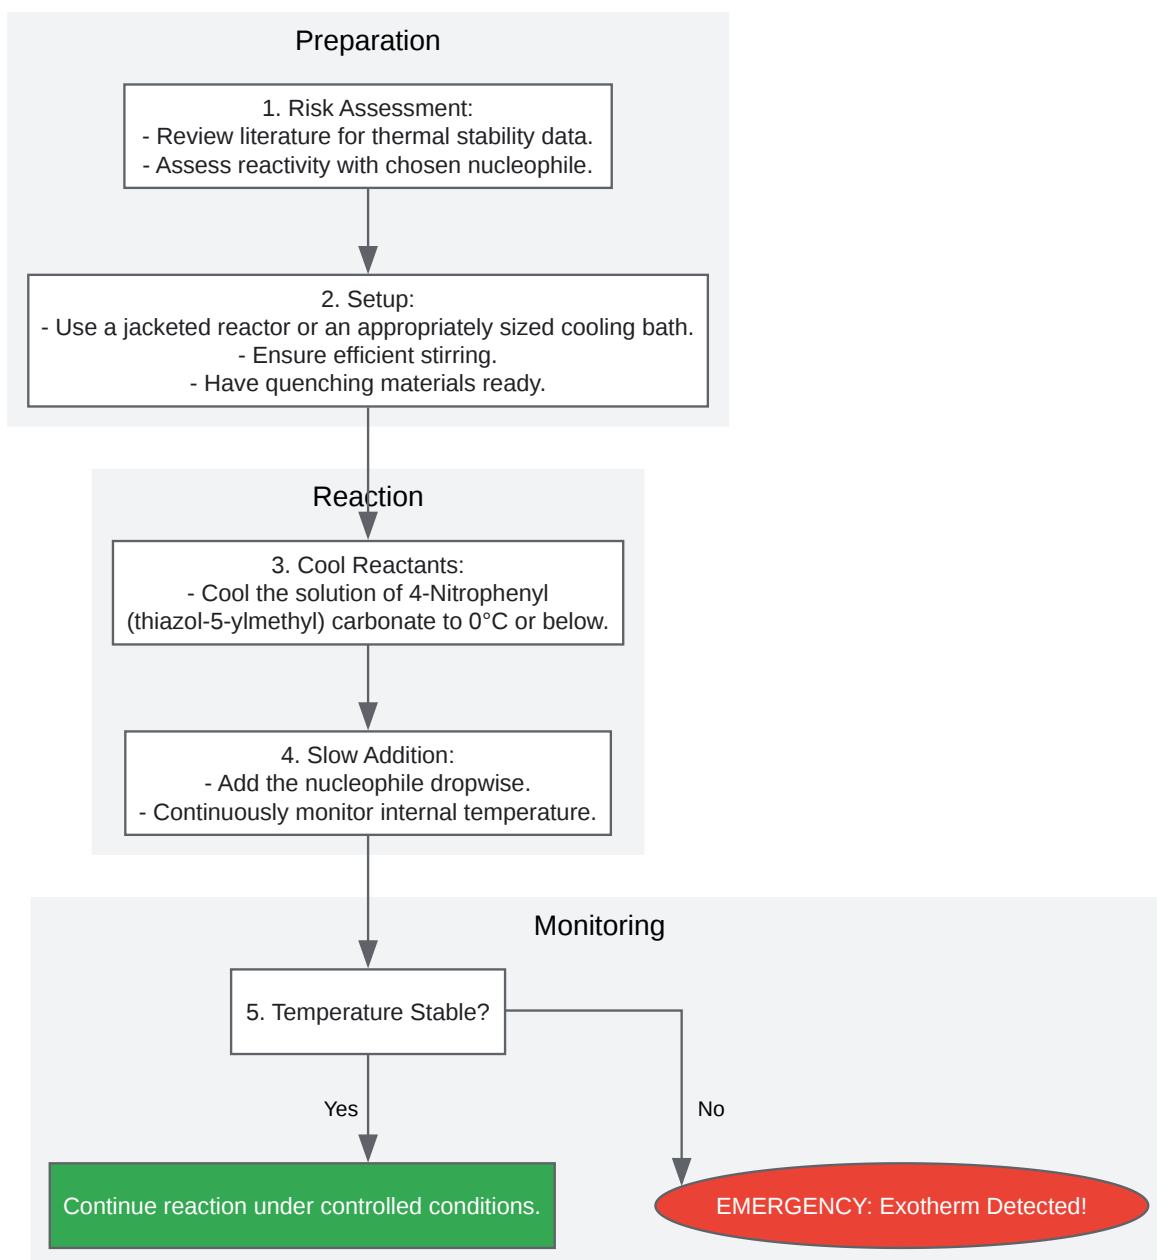 Preparation
1. Risk Assessment:
- Review literature for thermal stability data.
- Assess reactivity with chosen nucleophile.
2. Setup:
- Use a jacketed reactor or an appropriately sized cooling bath.
- Ensure efficient stirring.
- Have quenching materials ready.
Reaction
3. Cool Reactants:
- Cool the solution of 4-Nitrophenyl
(thiazol-5-ylmethyl) carbonate to 0°C or below.
4. Slow Addition:
- Add the nucleophile dropwise.
- Continuously monitor internal temperature.
Monitoring
5. Temperature Stable?
Yes
No
Continue reaction under controlled conditions.
EMERGENCY: Exotherm Detected!